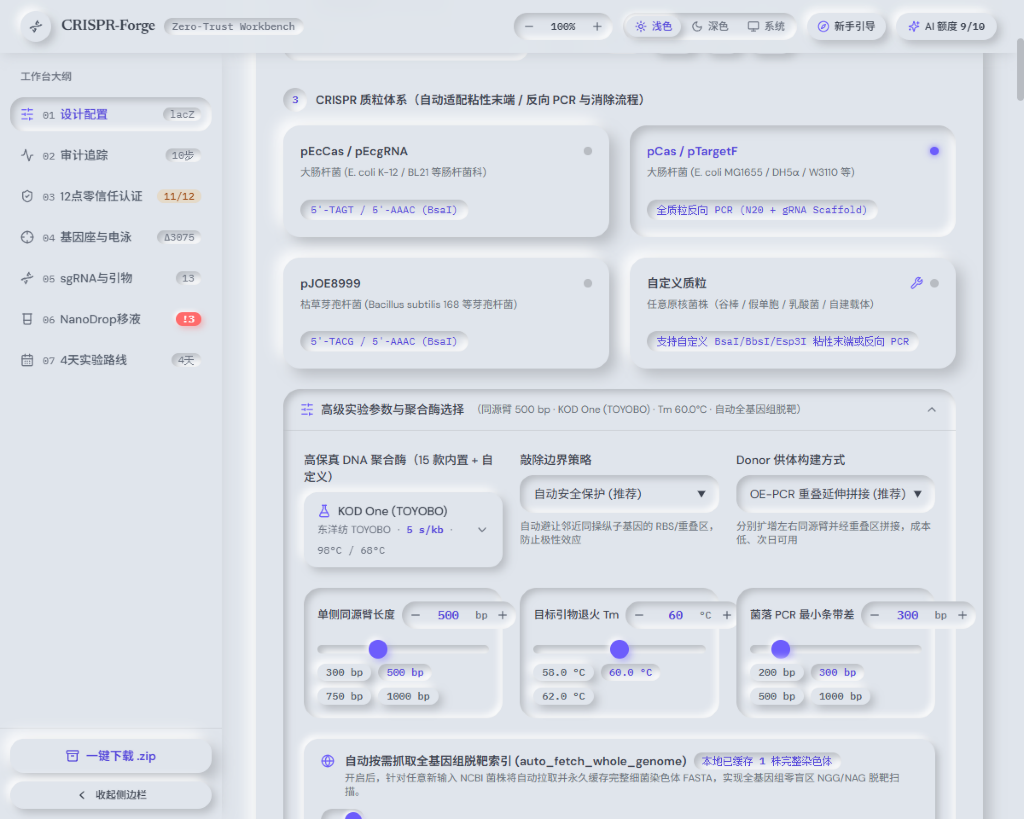 CRISPR-Forge Zero-Trust Workbench − 100% + 浅色 深色 系统 新手引导 AI 额度 9/10
工作台大纲
01 设计配置 lacZ
02 审计追踪 10步
03 12点零信任认证 11/12
04 基因座与电泳 Δ3075
05 sgRNA与引物 13
06 NanoDrop移液 !3
07 4天实验路线 4天
一键下载 .zip
收起侧边栏
3 CRISPR 质粒体系（自动适配粘性末端 / 反向 PCR 与消除流程）
pEcCas / pEcgRNA
大肠杆菌 (E. coli K-12 / BL21 等肠杆菌科)
5'-TAGT / 5'-AAAC (BsaI)
pCas / pTargetF
大肠杆菌 (E. coli MG1655 / DH5α / W3110 等)
全质粒反向 PCR (N20 + gRNA Scaffold)
pJOE8999
枯草芽孢杆菌 (Bacillus subtilis 168 等芽孢杆菌)
5'-TACG / 5'-AAAC (BsaI)
自定义质粒
任意原核菌株（谷棒 / 假单胞 / 乳酸菌 / 自建载体）
支持自定义 BsaI/BbsI/Esp3I 粘性末端或反向 PCR
高级实验参数与聚合酶选择 （同源臂 500 bp · KOD One (TOYOBO) · Tm 60.0°C · 自动全基因组脱靶）
高保真 DNA 聚合酶（15 款内置 + 自
定义）
KOD One (TOYOBO)
东洋纺 TOYOBO · 5 s/kb ·
98°C / 68°C
敲除边界策略
自动安全保护 (推荐) ▼
自动避让邻近同操纵子基因的 RBS/重叠区，
防止极性效应
Donor 供体构建方式
OE-PCR 重叠延伸拼接 (推荐) ▼
分别扩增左右同源臂并经重叠区拼接，成本
低、次日可用
单侧同源臂长度 − 500 bp +
300 bp 500 bp
750 bp 1000 bp
目标引物退火 Tm − 60 °C +
58.0 °C 60.0 °C
62.0 °C
菌落 PCR 最小条带差 − 300 bp +
200 bp 300 bp
500 bp 1000 bp
自动按需抓取全基因组脱靶索引 (auto_fetch_whole_genome) 本地已缓存 1 株完整染色体
开启后，针对任意新输入 NCBI 菌株将自动拉取并永久缓存完整细菌染色体 FASTA，实现全基因组零盲区 NGG/NAG 脱靶扫
描。